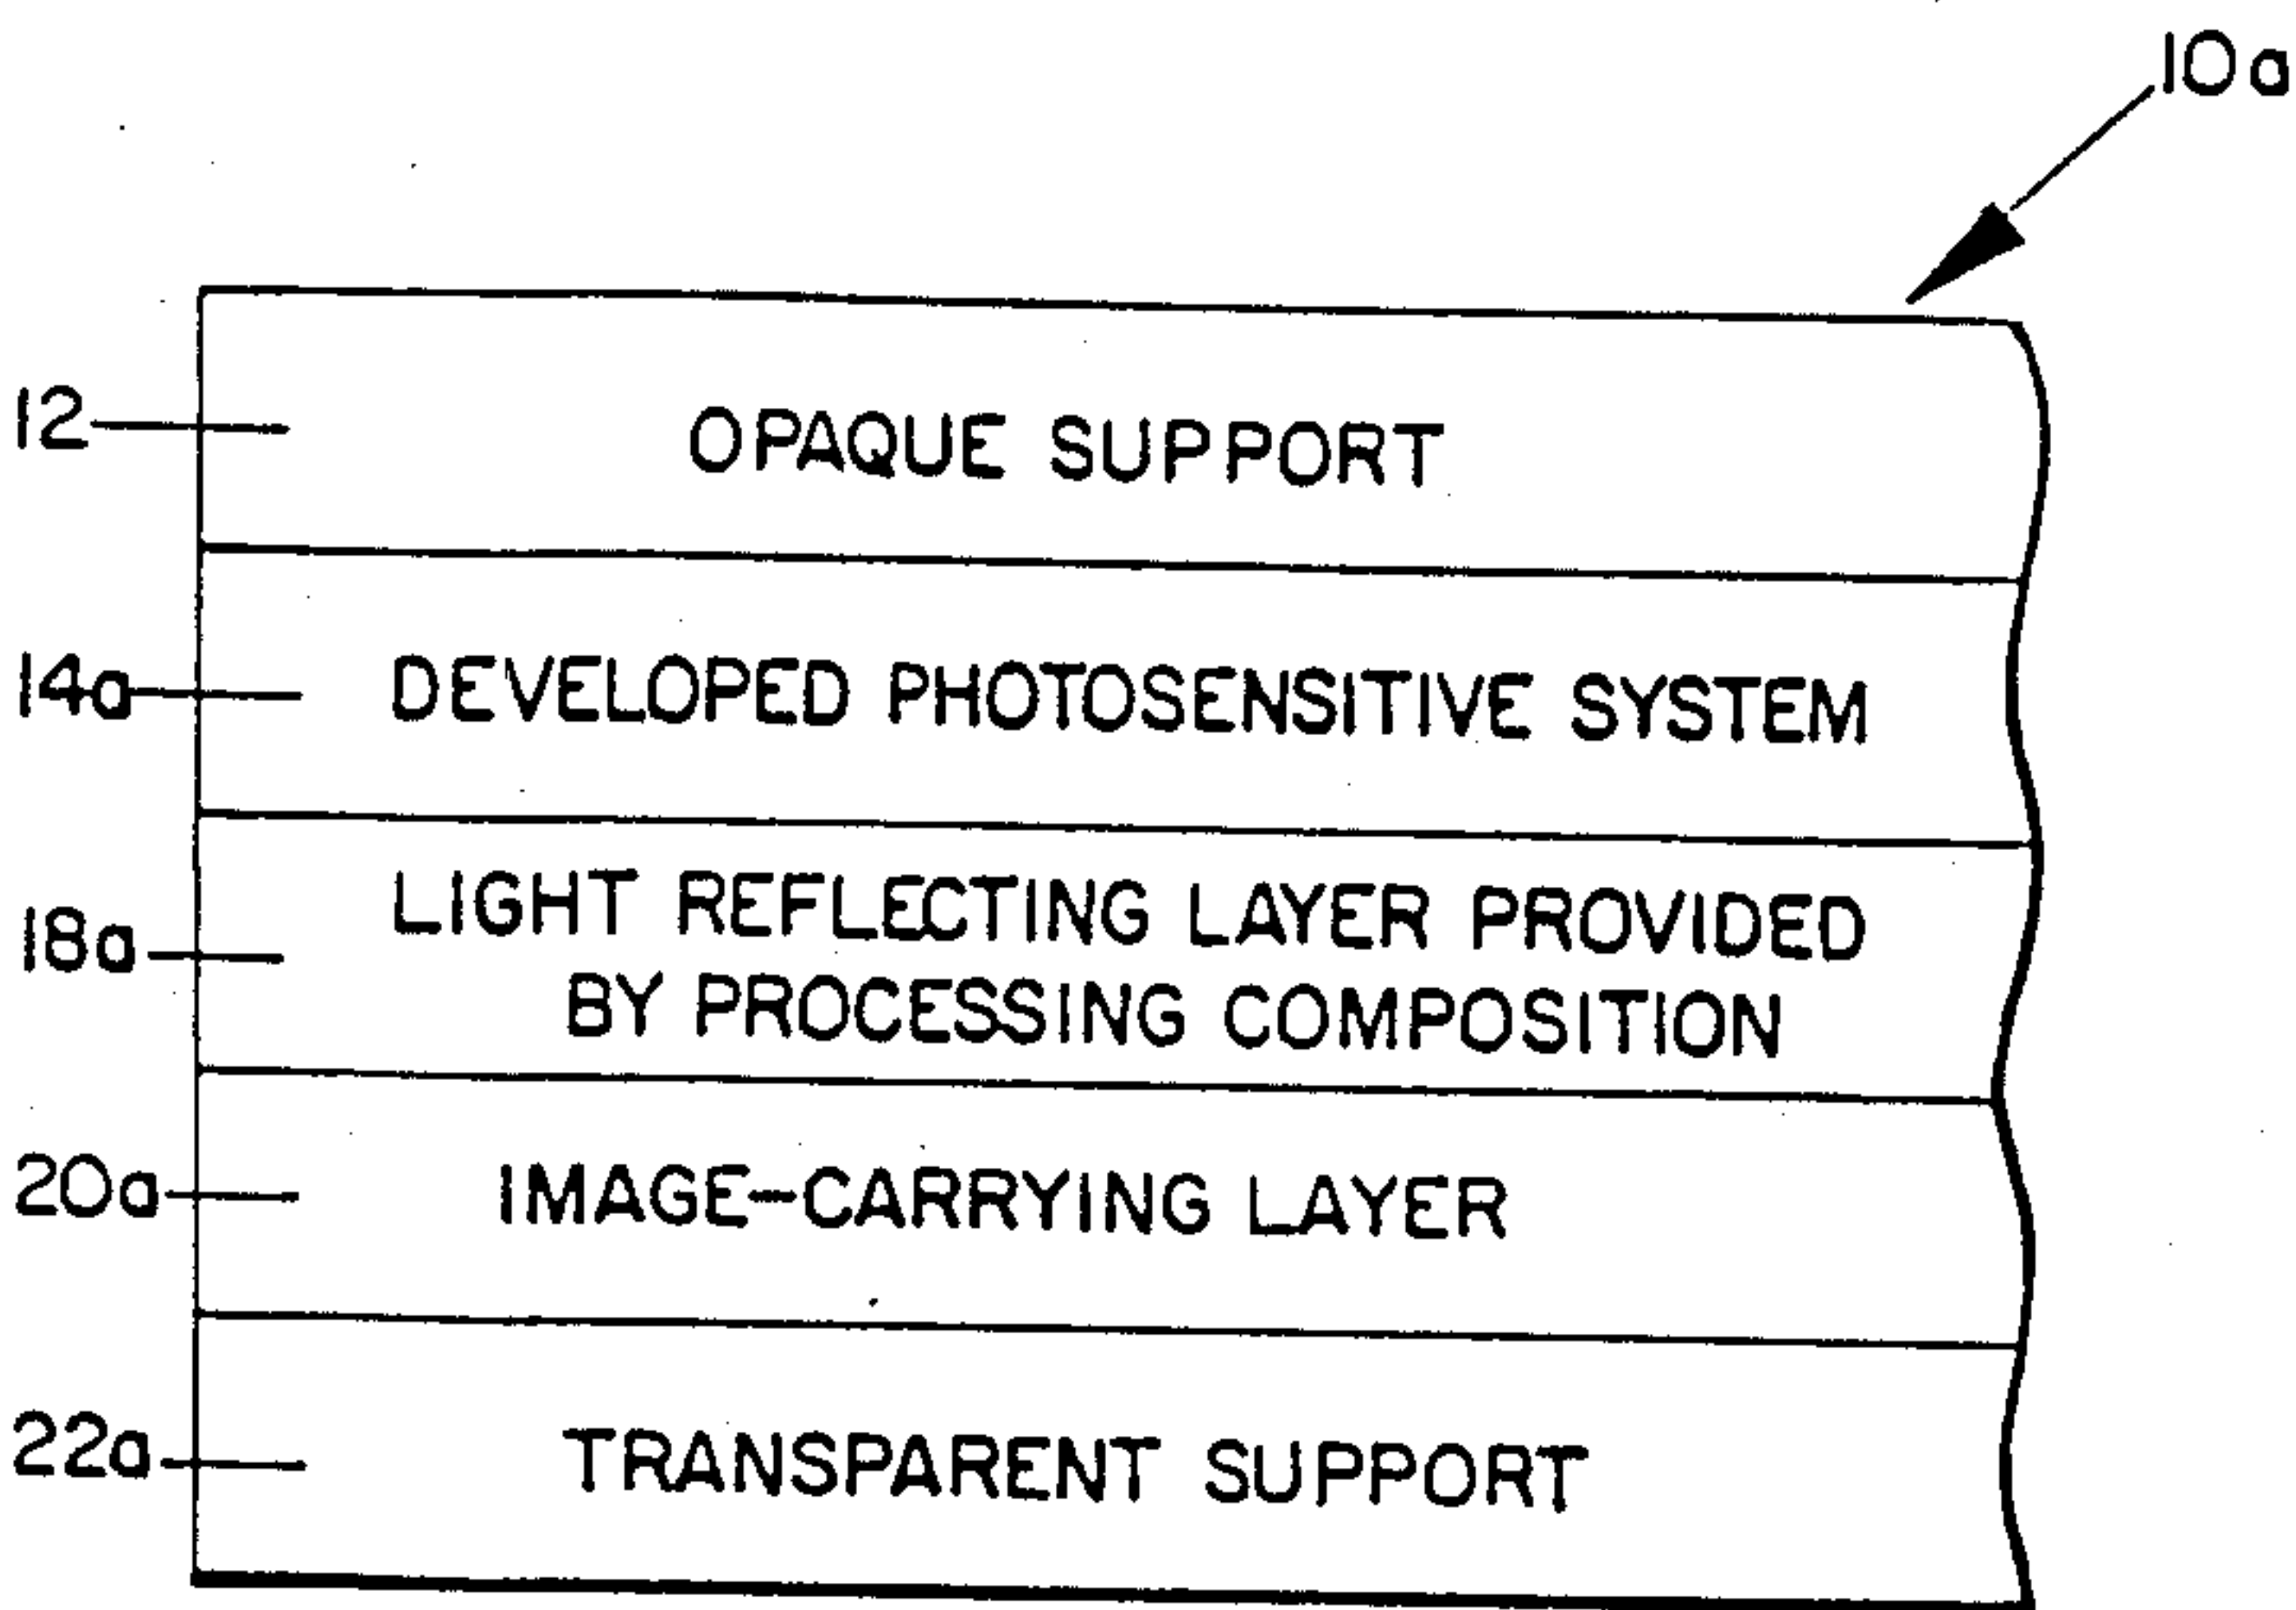 10a
12 OPAQUE SUPPORT
14a DEVELOPED PHOTOSENSITIVE SYSTEM
18a LIGHT REFLECTING LAYER PROVIDED
BY PROCESSING COMPOSITION
20a IMAGE-CARRYING LAYER
22a TRANSPARENT SUPPORT